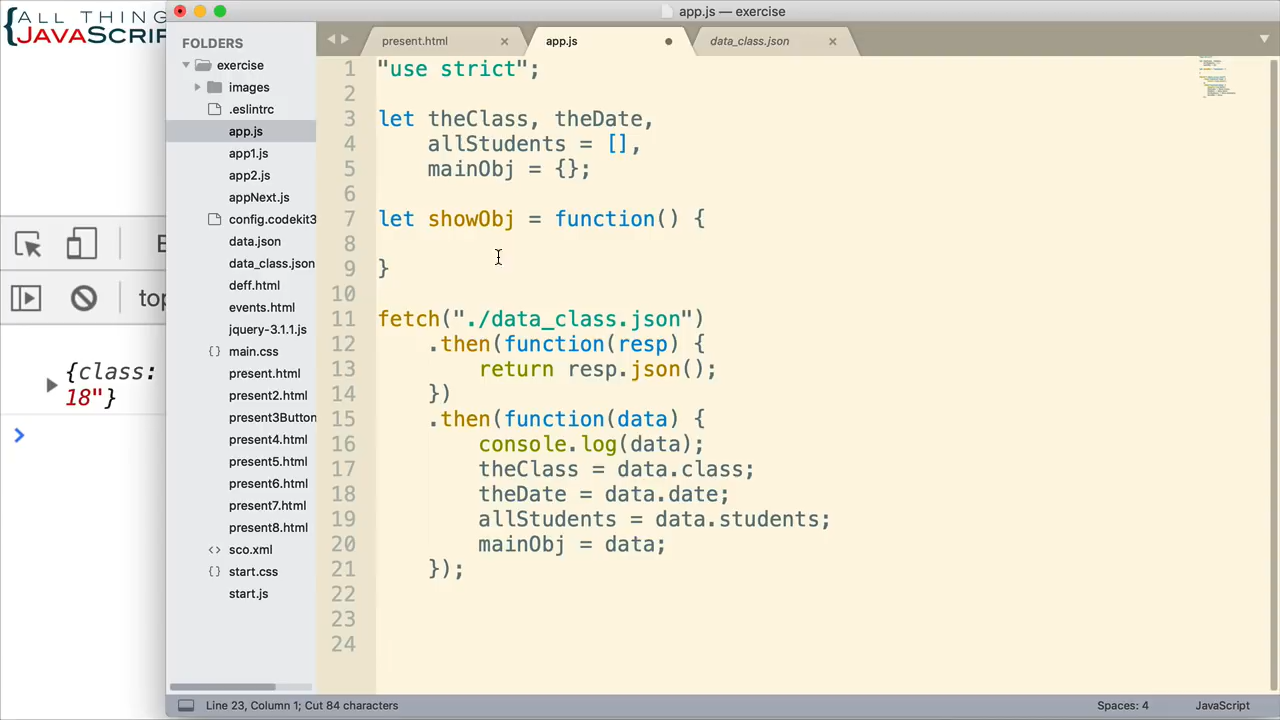 ALL THING
{JAVASCRIP
app.js — exercise
FOLDERS
exercise
images
.eslintrc
app.js
app1.js
app2.js
appNext.js
config.codekit3
data.json
data_class.json
deff.html
events.html
jquery-3.1.1.js
main.css
present.html
present2.html
present3Button
present4.html
present5.html
present6.html
present7.html
present8.html
sco.xml
start.css
start.js
present.html
app.js
data_class.json
1 "use strict";
2
3 let theClass, theDate,
4 allStudents = [],
5 mainObj = {};
6
7 let showObj = function() {
8
9 }
10
11 fetch("./data_class.json")
12 .then(function(resp) {
13 return resp.json();
14 })
15 .then(function(data) {
16 console.log(data);
17 theClass = data.class;
18 theDate = data.date;
19 allStudents = data.students;
20 mainObj = data;
21 });
22
23
24
top
{class:
18"}
Line 23, Column 1; Cut 84 characters
Spaces: 4
JavaScript